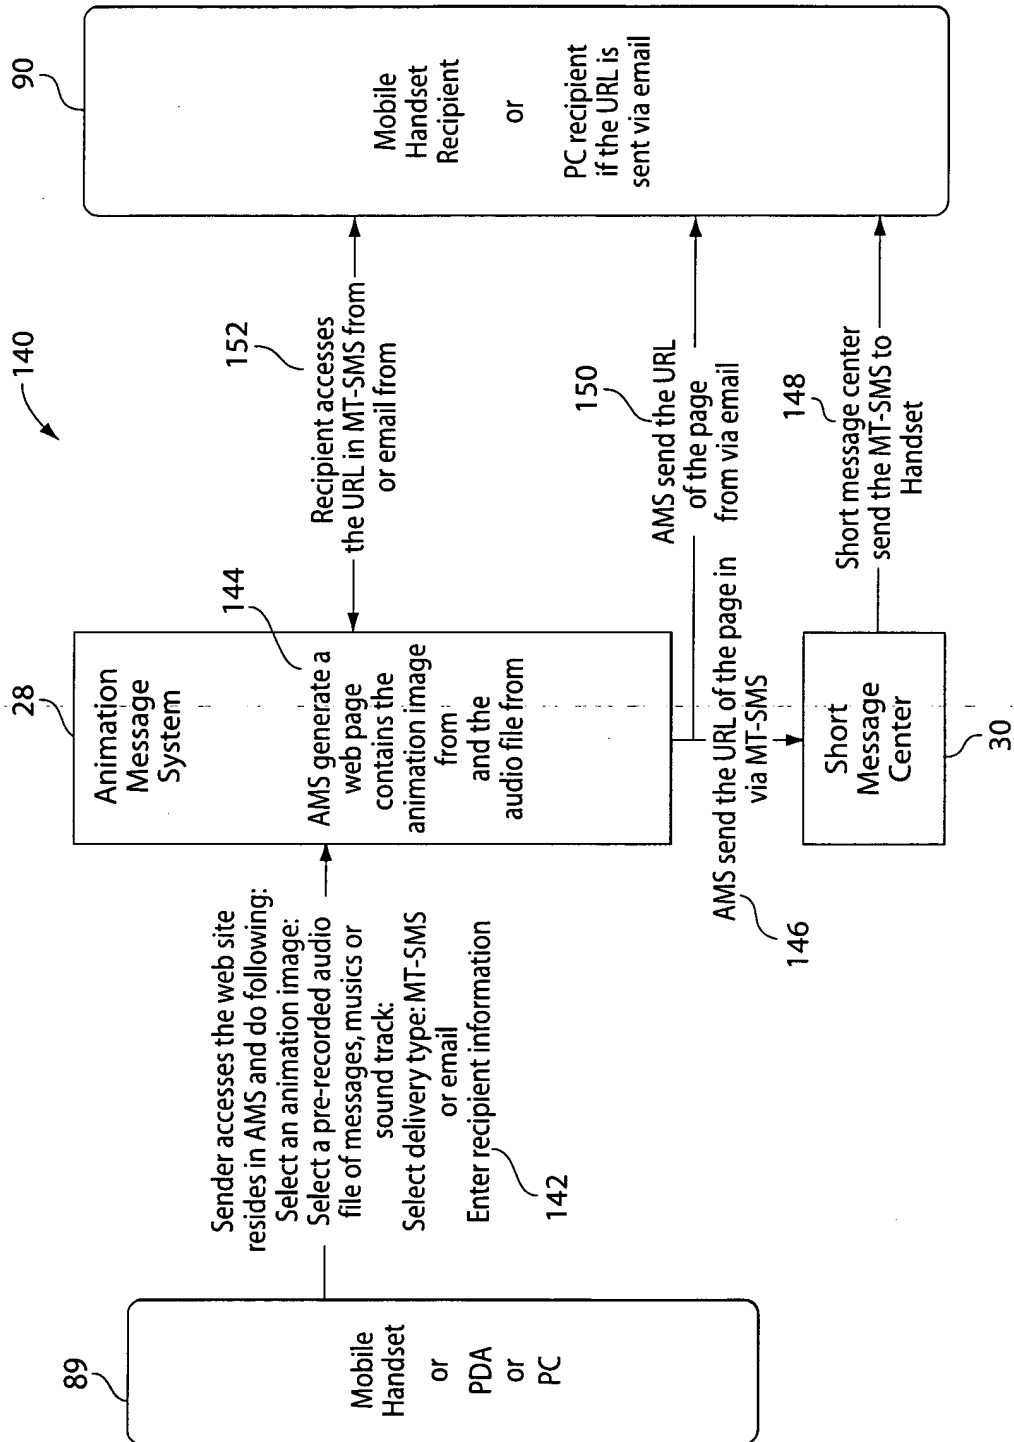 140
89
Mobile
Handset
or
PDA
or
PC
Sender accesses the web site
resides in AMS and do following:
Select an animation image:
Select a pre-recorded audio
file of messages, musics or
sound track:
Select delivery type: MT-SMS
or email
Enter recipient information
142
28
Animation
Message
System
144
AMS generate a
web page
contains the
animation image
from
and the
audio file from
152
Recipient accesses
the URL in MT-SMS from
or email from
90
Mobile
Handset
Recipient
or
PC recipient
if the URL is
sent via email
150
AMS send the URL
of the page
from via email
AMS send the URL of the page in
via MT-SMS
146
Short
Message
Center
30
148
Short message center
send the MT-SMS to
Handset